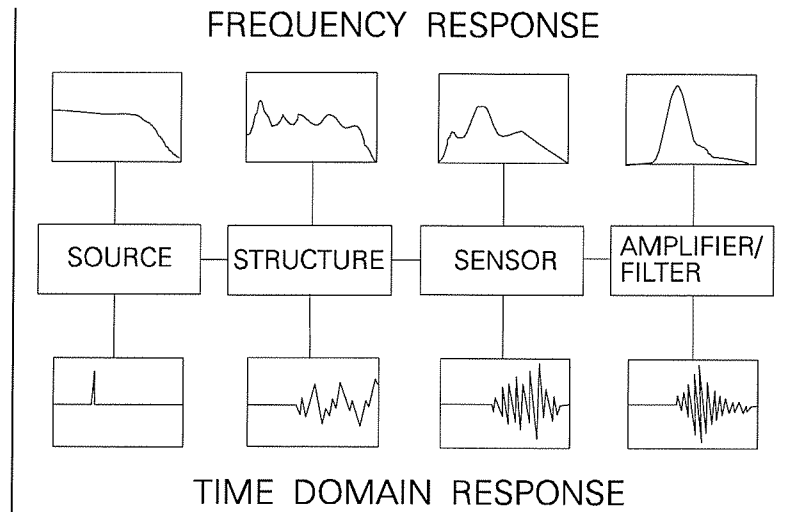 FREQUENCY RESPONSE
SOURCE
STRUCTURE
SENSOR
AMPLIFIER/
FILTER
TIME DOMAIN RESPONSE